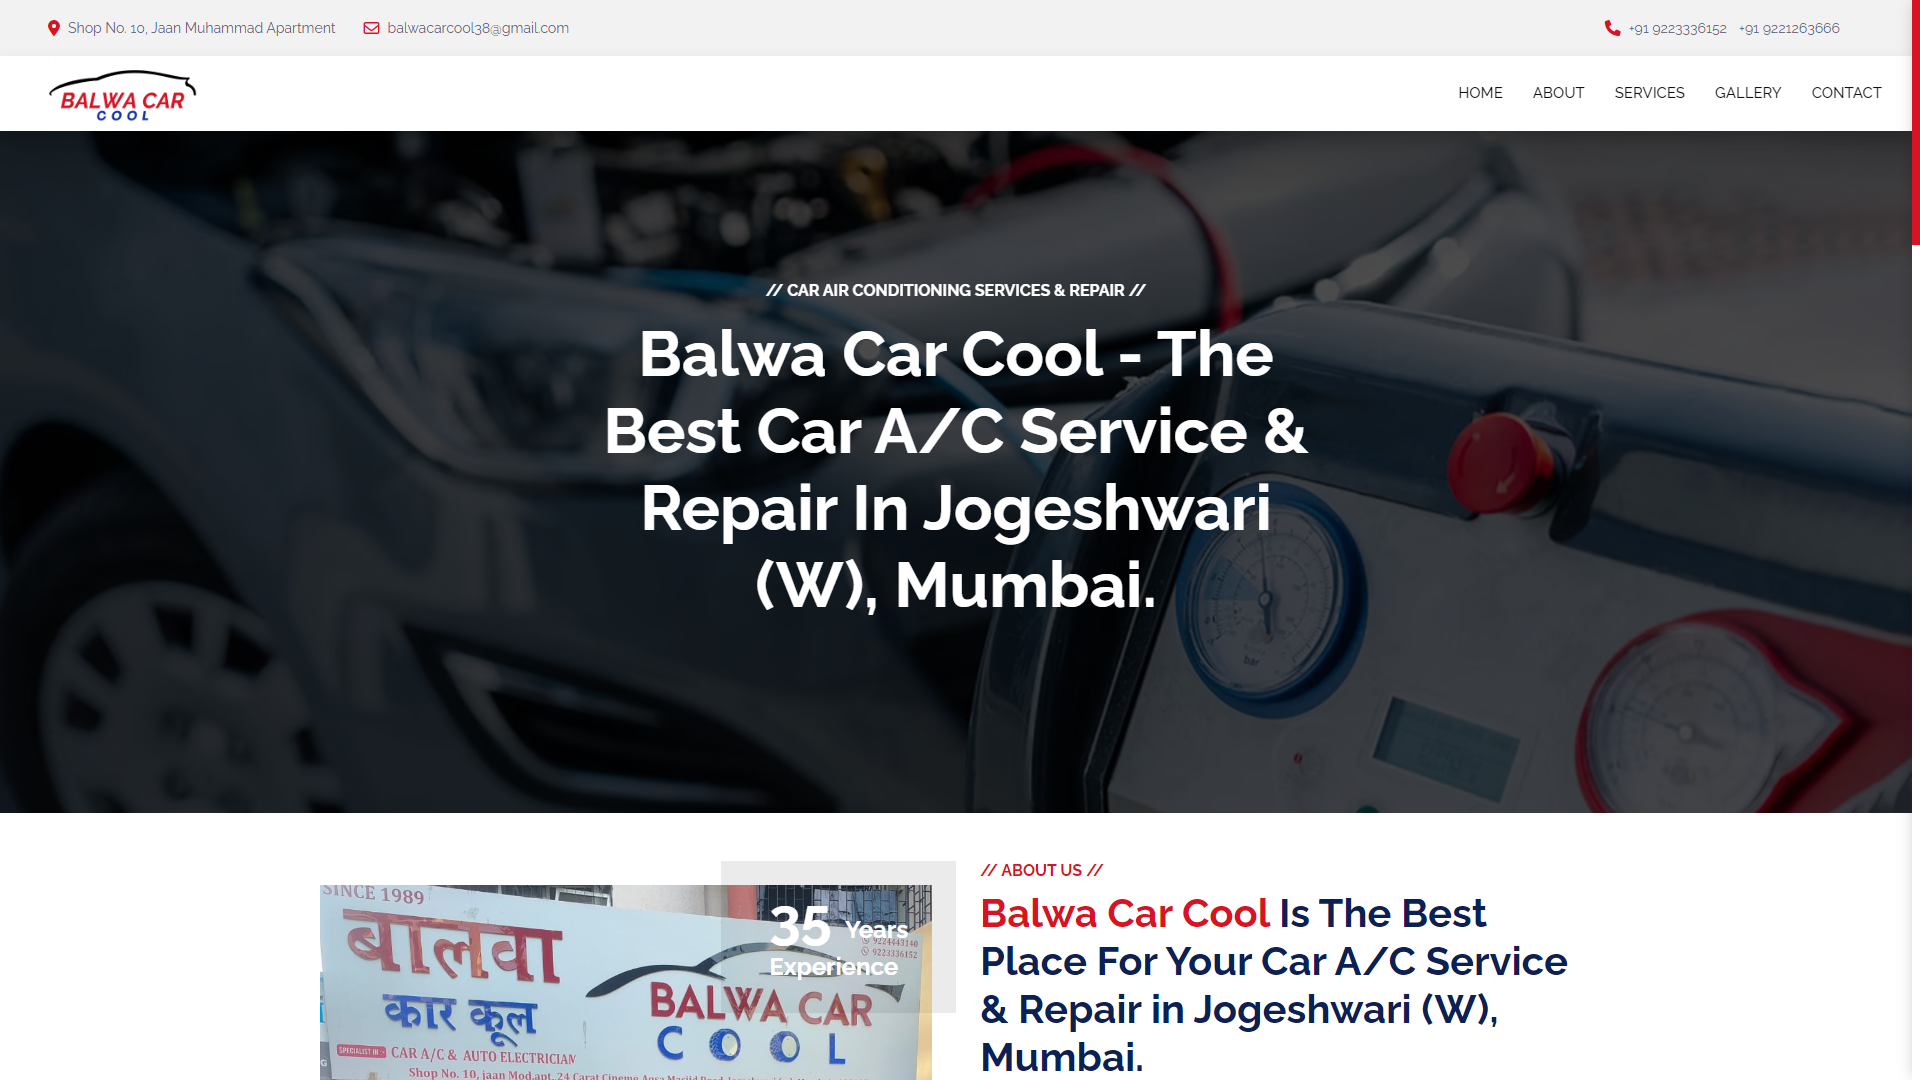 Shop No. 10, Jaan Muhammad Apartment
balwacarcool38@gmail.com
+91 9223336152 +91 9221263666
BALWA CAR
COOL
HOME ABOUT SERVICES GALLERY CONTACT
// CAR AIR CONDITIONING SERVICES & REPAIR //
Balwa Car Cool - The
Best Car A/C Service &
Repair In Jogeshwari
(W), Mumbai.
bar
SINCE 1989
बालवा
कार कूल
SPECIALIST IN :-
CAR A/C & AUTO ELECTRICIAN
Shop No. 10, jaan Mod.apt.,24 Carat Cinema
35 Years
Experience
9224443140
9223336152
BALWA CAR
COOL
// ABOUT US //
Balwa Car Cool Is The Best
Place For Your Car A/C Service
& Repair in Jogeshwari (W),
Mumbai.